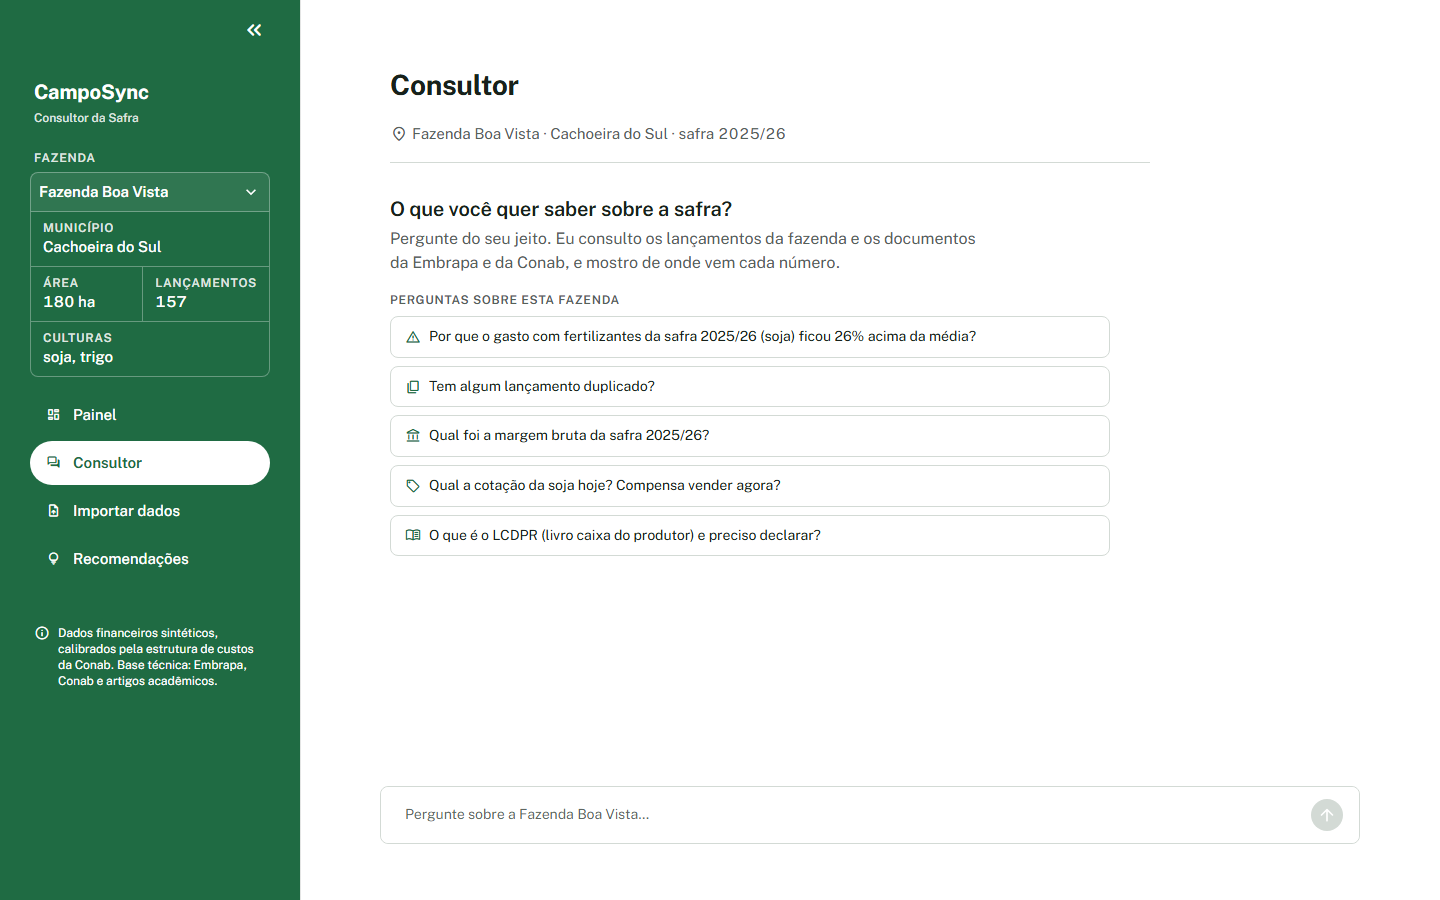 CampoSync
Consultor da Safra
FAZENDA
Fazenda Boa Vista
MUNICÍPIO
Cachoeira do Sul
ÁREA
180 ha
LANÇAMENTOS
157
CULTURAS
soja, trigo
Painel
Consultor
Importar dados
Recomendações
Dados financeiros sintéticos,
calibrados pela estrutura de custos
da Conab. Base técnica: Embrapa,
Conab e artigos acadêmicos.
Consultor
Fazenda Boa Vista · Cachoeira do Sul · safra 2025/26
O que você quer saber sobre a safra?
Pergunte do seu jeito. Eu consulto os lançamentos da fazenda e os documentos
da Embrapa e da Conab, e mostro de onde vem cada número.
PERGUNTAS SOBRE ESTA FAZENDA
Por que o gasto com fertilizantes da safra 2025/26 (soja) ficou 26% acima da média?
Tem algum lançamento duplicado?
Qual foi a margem bruta da safra 2025/26?
Qual a cotação da soja hoje? Compensa vender agora?
O que é o LCDPR (livro caixa do produtor) e preciso declarar?
Pergunte sobre a Fazenda Boa Vista...